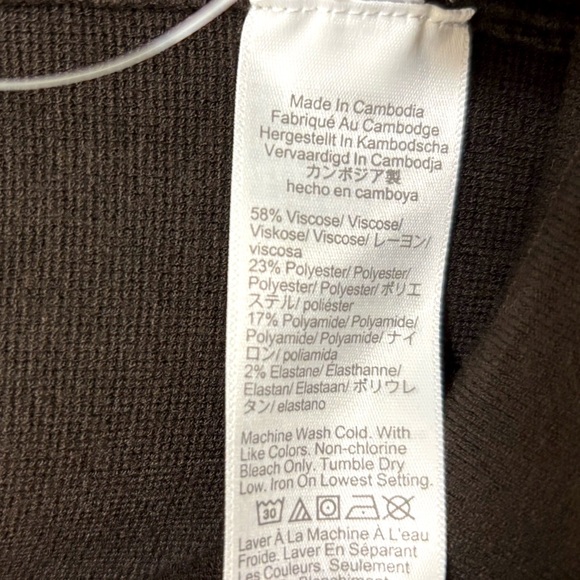 Made In Cambodia
Fabriqué Au Cambodge
Hergestellt In Kambodscha
Vervaardigd In Cambodja
カンボジア製
hecho en camboya
58% Viscose/ Viscose/
Viskose/ Viscose/ レーヨン/
viscosa
23% Polyester/ Polyester/
Polyester/ Polyester/ ポリエ
ステル/ poliéster
17% Polyamide/ Polyamide/
Polyamide/ Polyamide/ ナイ
ロン/ poliamida
2% Elastane/ Elasthanne/
Elastan/ Elastaan/ ポリウレ
タン/ elastano
Machine Wash Cold. With
Like Colors. Non-chlorine
Bleach Only. Tumble Dry
Low. Iron On Lowest Setting.
30
Laver À La Machine À L'eau
Froide. Laver En Séparant
Les Couleurs. Seulement
Blanchiment